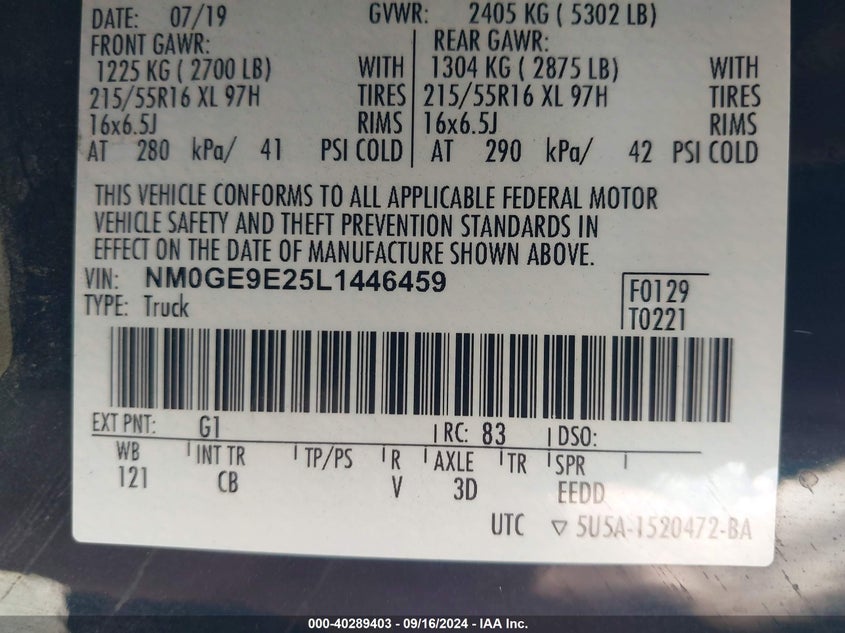 DATE: 07/19 GVWR: 2405 KG ( 5302 LB)
FRONT GAWR: REAR GAWR:
1225 KG ( 2700 LB) WITH 1304 KG ( 2875 LB) WITH
215/55R16 XL 97H TIRES 215/55R16 XL 97H TIRES
16x6.5J RIMS 16x6.5J RIMS
AT 280 kPa/ 41 PSI COLD AT 290 kPa/ 42 PSI COLD
THIS VEHICLE CONFORMS TO ALL APPLICABLE FEDERAL MOTOR
VEHICLE SAFETY AND THEFT PREVENTION STANDARDS IN
EFFECT ON THE DATE OF MANUFACTURE SHOWN ABOVE.
VIN: NM0GE9E25L1446459 F0129
TYPE: Truck T0221
EXT PNT: G1 RC: 83 DSO:
WB INT TR TP/PS R AXLE TR SPR
121 CB V 3D EEDD
UTC ▽ 5U5A-1520472-BA
000-40289403 - 09/16/2024 - IAA Inc.